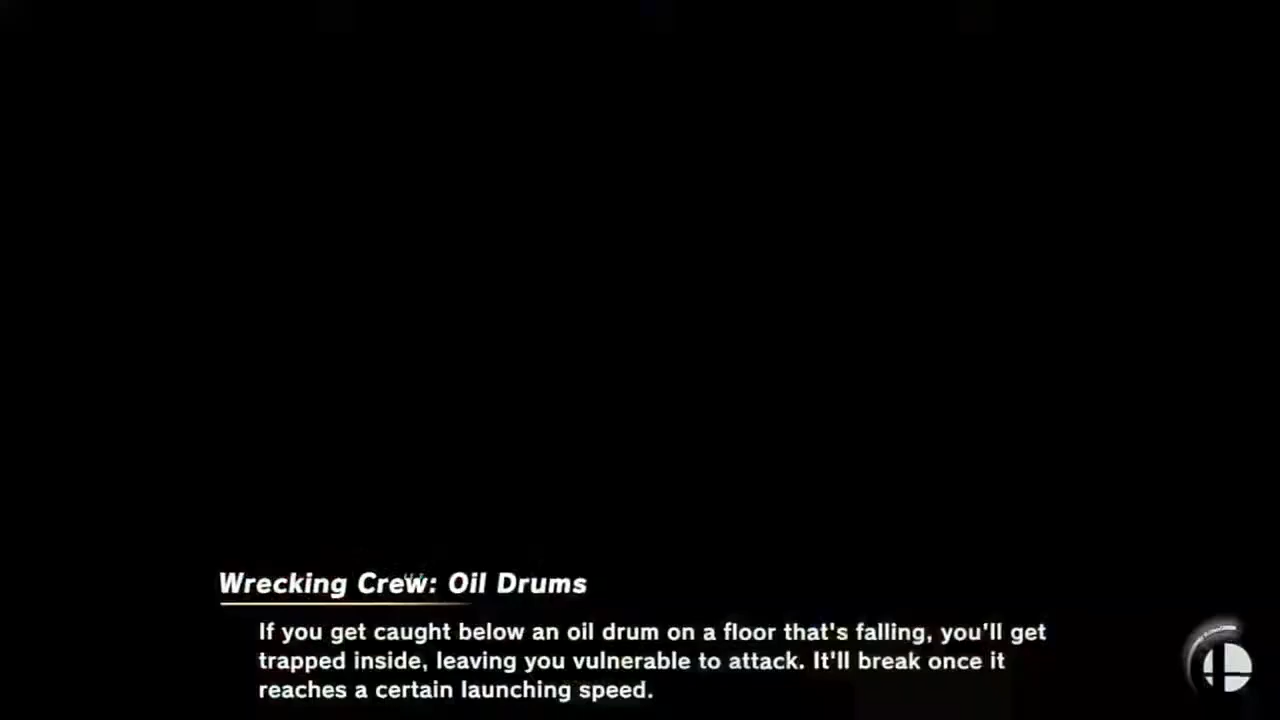 Wrecking Crew: Oil Drums
If you get caught below an oil drum on a floor that's falling, you'll get
trapped inside, leaving you vulnerable to attack. It'll break once it
reaches a certain launching speed.